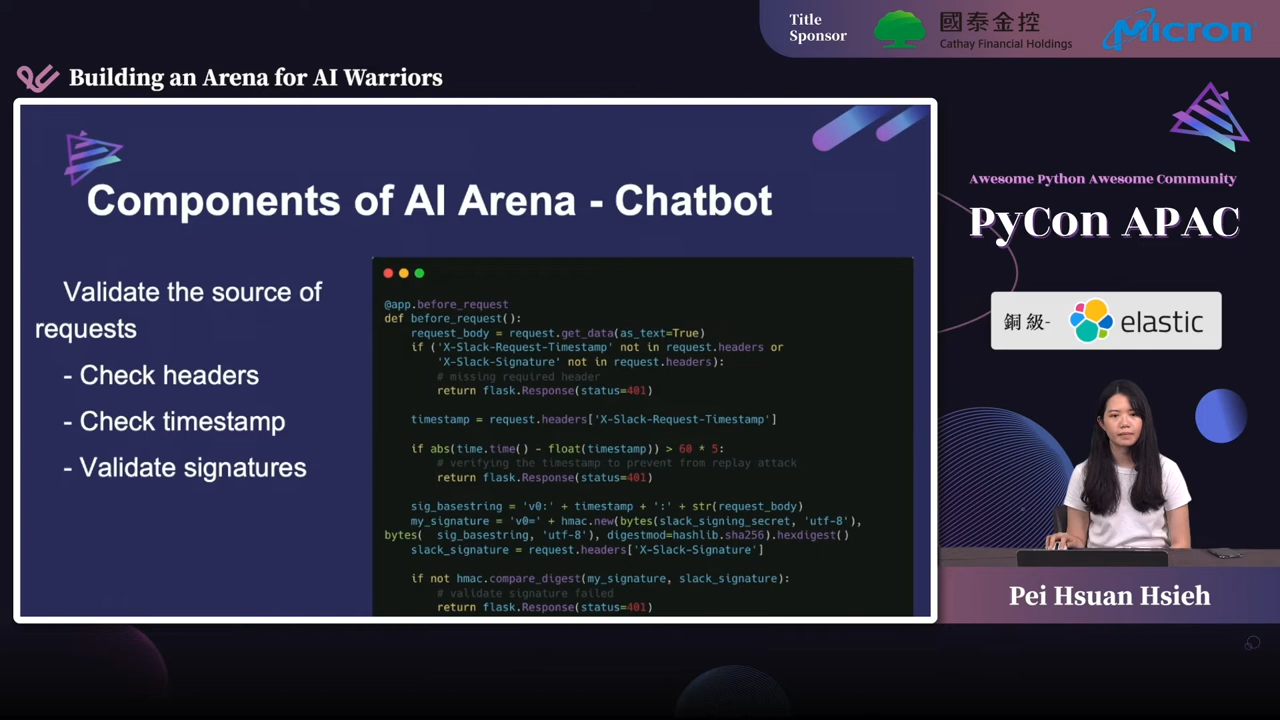 Title
Sponsor
國泰金控
Cathay Financial Holdings
Micron
Building an Arena for AI Warriors
Components of AI Arena - Chatbot
Validate the source of
requests
- Check headers
- Check timestamp
- Validate signatures
@app.before_request
def before_request():
request_body = request.get_data(as_text=True)
if ('X-Slack-Request-Timestamp' not in request.headers or
'X-Slack-Signature' not in request.headers):
# missing required header
return flask.Response(status=401)
timestamp = request.headers['X-Slack-Request-Timestamp']
if abs(time.time() - float(timestamp)) > 60 * 5:
# verifying the timestamp to prevent from replay attack
return flask.Response(status=401)
sig_basestring = 'v0:' + timestamp + ':' + str(request_body)
my_signature = 'v0=' + hmac.new(bytes(slack_signing_secret, 'utf-8'),
bytes(  sig_basestring, 'utf-8'), digestmod=hashlib.sha256).hexdigest()
slack_signature = request.headers['X-Slack-Signature']
if not hmac.compare_digest(my_signature, slack_signature):
# validate signature failed
return flask.Response(status=401)
Awesome Python Awesome Community
PyCon APAC
銅級- elastic
Pei Hsuan Hsieh